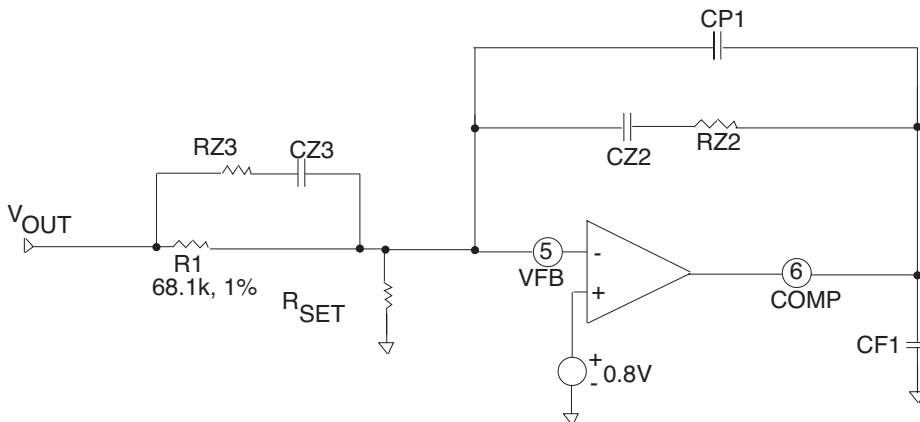 CP1
CZ2
RZ2
RZ3
CZ3
VOUT
R1
68.1k, 1%
RSET
5
VFB
-
+
6
COMP
CF1
+
-
0.8V